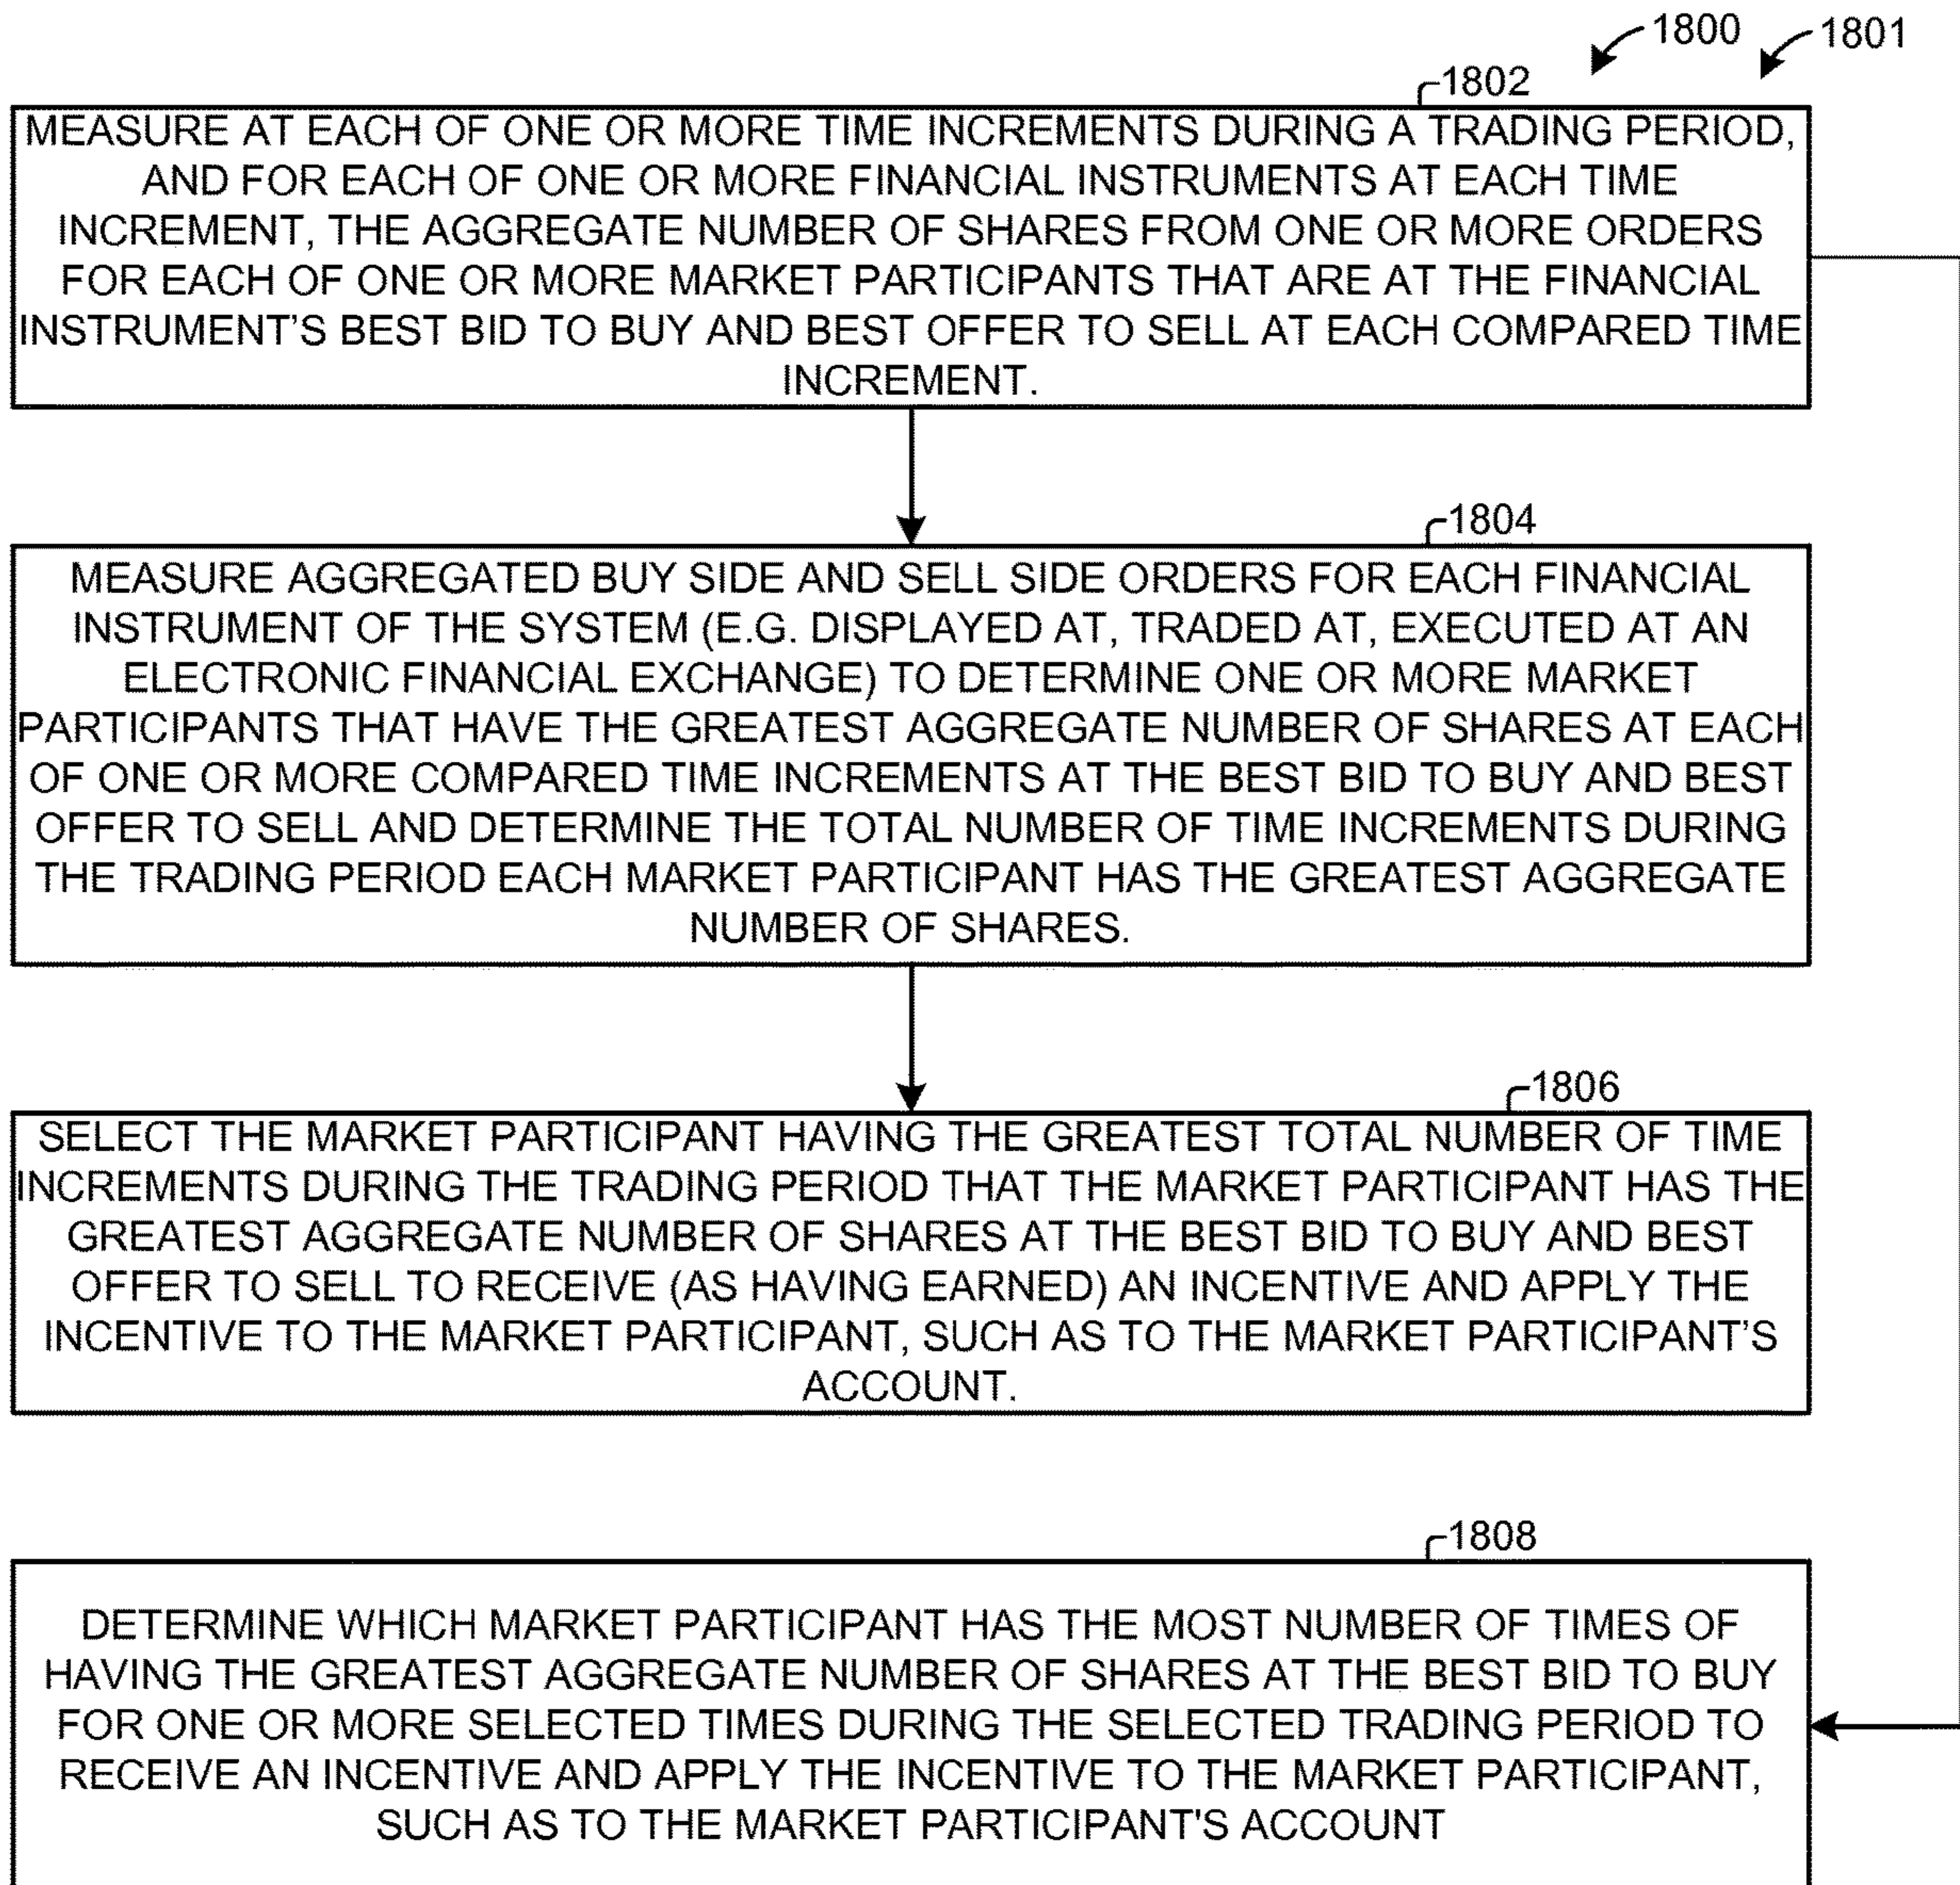 1800
1801
1802
MEASURE AT EACH OF ONE OR MORE TIME INCREMENTS DURING A TRADING PERIOD,
AND FOR EACH OF ONE OR MORE FINANCIAL INSTRUMENTS AT EACH TIME
INCREMENT, THE AGGREGATE NUMBER OF SHARES FROM ONE OR MORE ORDERS
FOR EACH OF ONE OR MORE MARKET PARTICIPANTS THAT ARE AT THE FINANCIAL
INSTRUMENT'S BEST BID TO BUY AND BEST OFFER TO SELL AT EACH COMPARED TIME
INCREMENT.
1804
MEASURE AGGREGATED BUY SIDE AND SELL SIDE ORDERS FOR EACH FINANCIAL
INSTRUMENT OF THE SYSTEM (E.G. DISPLAYED AT, TRADED AT, EXECUTED AT AN
ELECTRONIC FINANCIAL EXCHANGE) TO DETERMINE ONE OR MORE MARKET
PARTICIPANTS THAT HAVE THE GREATEST AGGREGATE NUMBER OF SHARES AT EACH
OF ONE OR MORE COMPARED TIME INCREMENTS AT THE BEST BID TO BUY AND BEST
OFFER TO SELL AND DETERMINE THE TOTAL NUMBER OF TIME INCREMENTS DURING
THE TRADING PERIOD EACH MARKET PARTICIPANT HAS THE GREATEST AGGREGATE
NUMBER OF SHARES.
1806
SELECT THE MARKET PARTICIPANT HAVING THE GREATEST TOTAL NUMBER OF TIME
INCREMENTS DURING THE TRADING PERIOD THAT THE MARKET PARTICIPANT HAS THE
GREATEST AGGREGATE NUMBER OF SHARES AT THE BEST BID TO BUY AND BEST
OFFER TO SELL TO RECEIVE (AS HAVING EARNED) AN INCENTIVE AND APPLY THE
INCENTIVE TO THE MARKET PARTICIPANT, SUCH AS TO THE MARKET PARTICIPANT'S
ACCOUNT.
1808
DETERMINE WHICH MARKET PARTICIPANT HAS THE MOST NUMBER OF TIMES OF
HAVING THE GREATEST AGGREGATE NUMBER OF SHARES AT THE BEST BID TO BUY
FOR ONE OR MORE SELECTED TIMES DURING THE SELECTED TRADING PERIOD TO
RECEIVE AN INCENTIVE AND APPLY THE INCENTIVE TO THE MARKET PARTICIPANT,
SUCH AS TO THE MARKET PARTICIPANT'S ACCOUNT